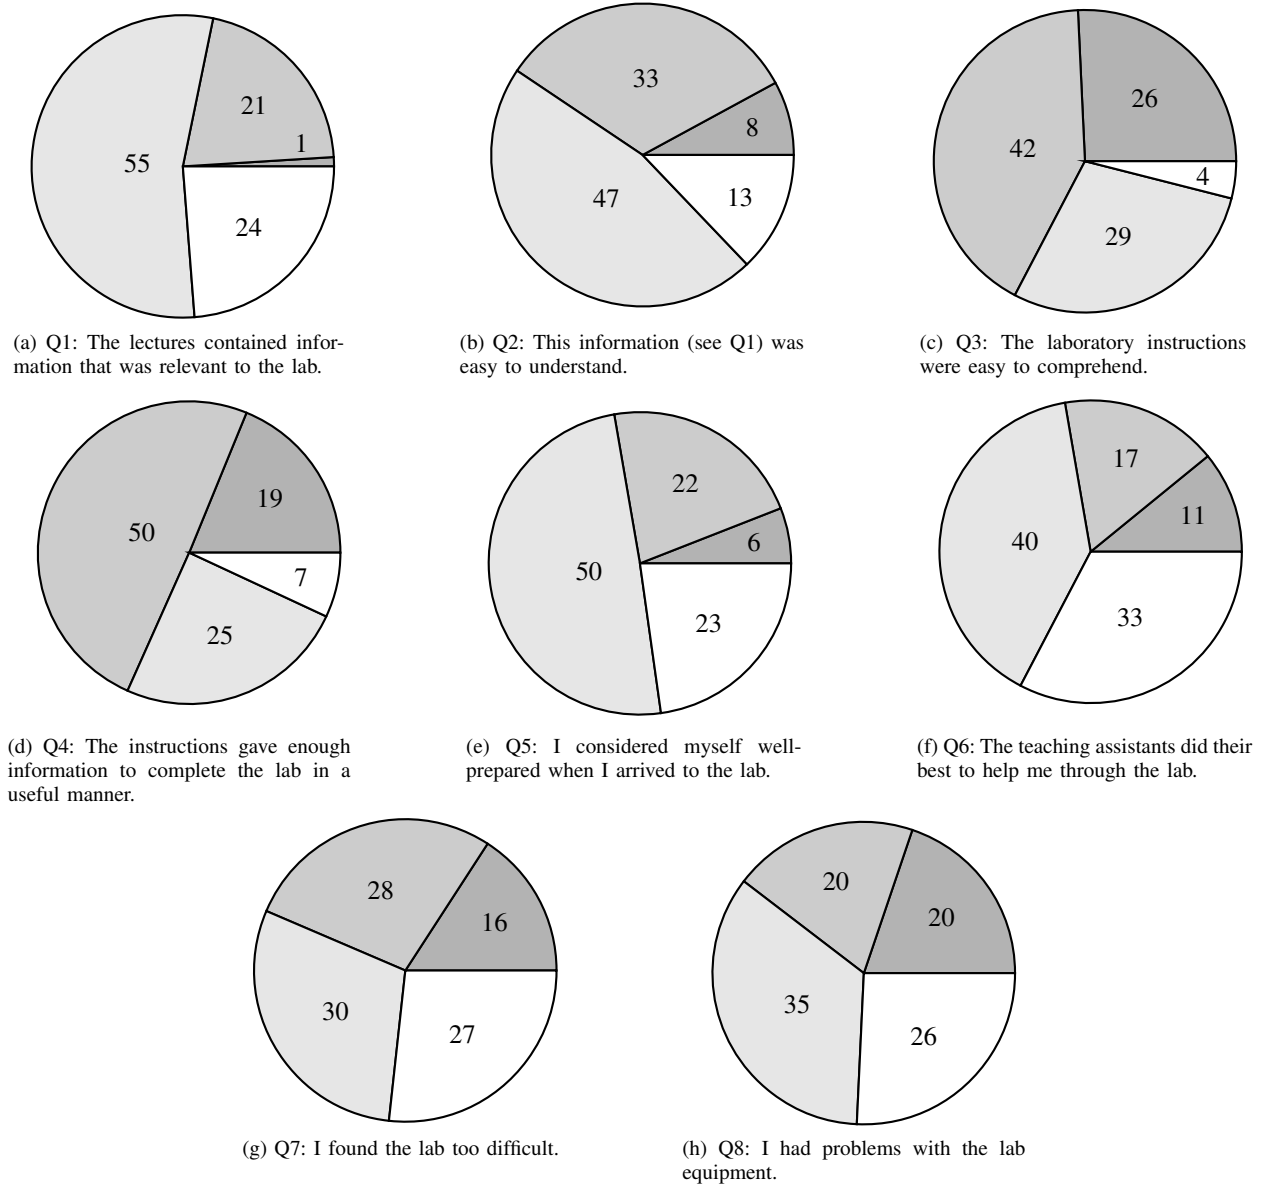 21
1
55
24
(a) Q1: The lectures contained infor-
mation that was relevant to the lab.
33
8
47
13
(b) Q2: This information (see Q1) was
easy to understand.
26
42
4
29
(c) Q3: The laboratory instructions
were easy to comprehend.
19
50
7
25
(d) Q4: The instructions gave enough
information to complete the lab in a
useful manner.
22
6
50
23
(e) Q5: I considered myself well-
prepared when I arrived to the lab.
17
11
40
33
(f) Q6: The teaching assistants did their
best to help me through the lab.
28
16
30
27
(g) Q7: I found the lab too difficult.
20
20
35
26
(h) Q8: I had problems with the lab
equipment.